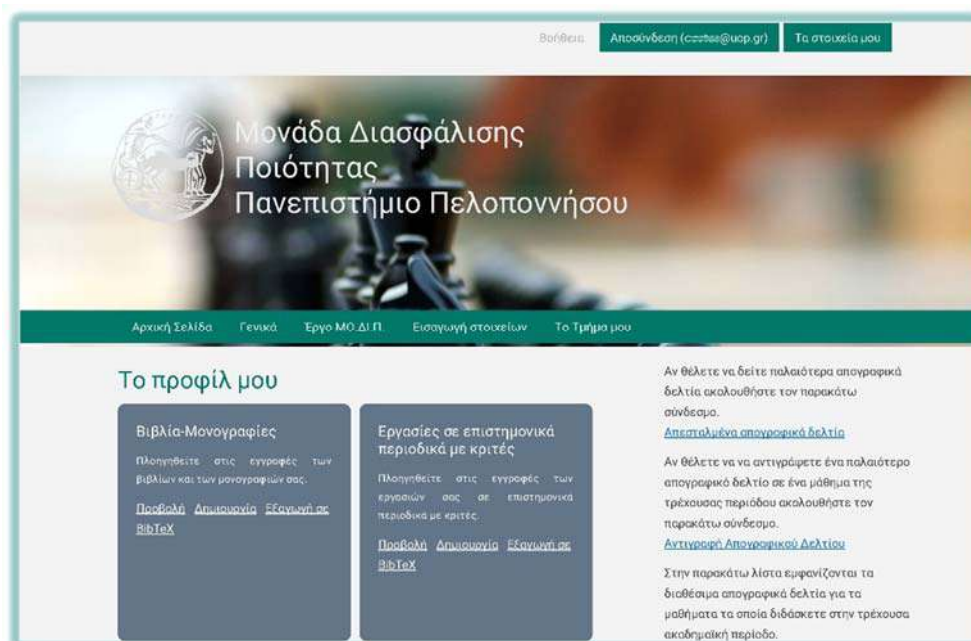 Βοήθεια
Αποσύνδεση (costas@uop.gr)
Τα στοιχεία μου
Μονάδα Διασφάλισης
Ποιότητας
Πανεπιστήμιο Πελοποννήσου
Αρχική Σελίδα Γενικά Έργο ΜΟ.ΔΙ.Π. Εισαγωγή στοιχείων Το Τμήμα μου
Το προφίλ μου
Βιβλία-Μονογραφίες
Πλοηγηθείτε στις εγγραφές των
βιβλίων και των μονογραφιών σας.
Προβολή Δημιουργία Εξαγωγή σε
BibTeX
Εργασίες σε επιστημονικά
περιοδικά με κριτές
Πλοηγηθείτε στις εγγραφές των
εργασιών σας σε επιστημονικά
περιοδικά με κριτές.
Προβολή Δημιουργία Εξαγωγή σε
BibTeX
Αν θέλετε να δείτε παλαιότερα απογραφικά
δελτία ακολουθήστε τον παρακάτω
σύνδεσμο.
Απεσταλμένα απογραφικά δελτία
Αν θέλετε να να αντιγράψετε ένα παλαιότερο
απογραφικό δελτίο σε ένα μάθημα της
τρέχουσας περιόδου ακολουθήστε τον
παρακάτω σύνδεσμο.
Αντιγραφή Απογραφικού Δελτίου
Στην παρακάτω λίστα εμφανίζονται τα
διαθέσιμα απογραφικά δελτία για τα
μαθήματα τα οποία διδάσκετε στην τρέχουσα
ακαδημαϊκή περίοδο.